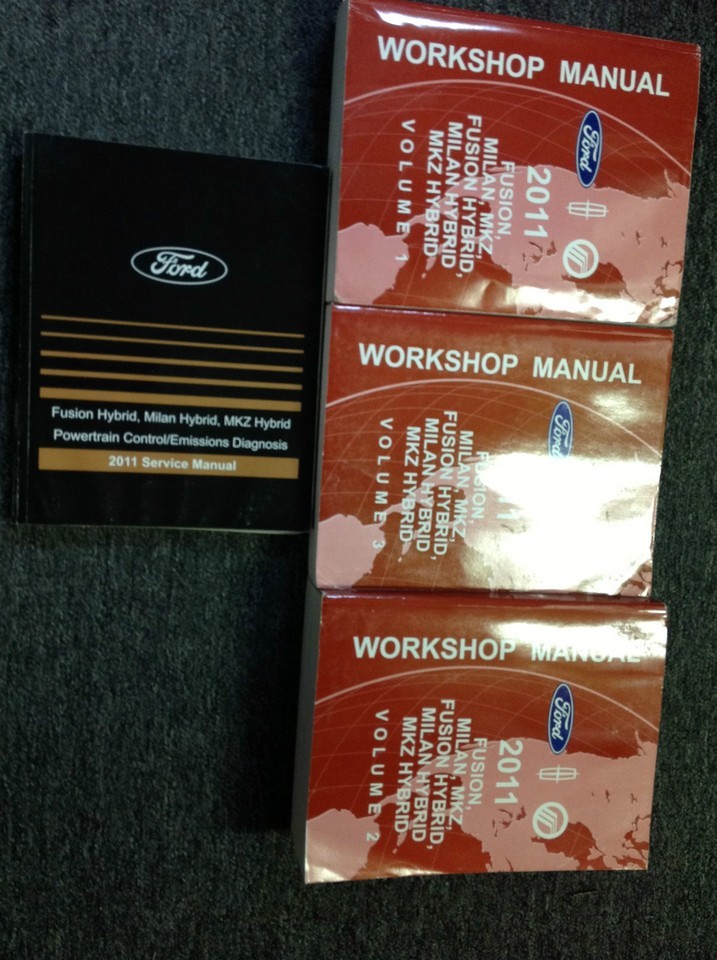 Ford
Fusion Hybrid, Milan Hybrid, MKZ Hybrid
Powertrain Control/Emissions Diagnosis
2011 Service Manual
WORKSHOP MANUAL
Ford
2011
FUSION,
MILAN, MKZ,
FUSION HYBRID,
MILAN HYBRID
MKZ HYBRID
VOLUME 1
WORKSHOP MANUAL
Ford
FUSION,
MILAN, MKZ
FUSION HYBRID,
MILAN HYBRID
MKZ HYBRID
VOLUME 3
WORKSHOP MANUAL
Ford
2011
FUSION,
MILAN, MKZ,
FUSION HYBRID,
MILAN HYBRID
MKZ HYBRID
VOLUME 2